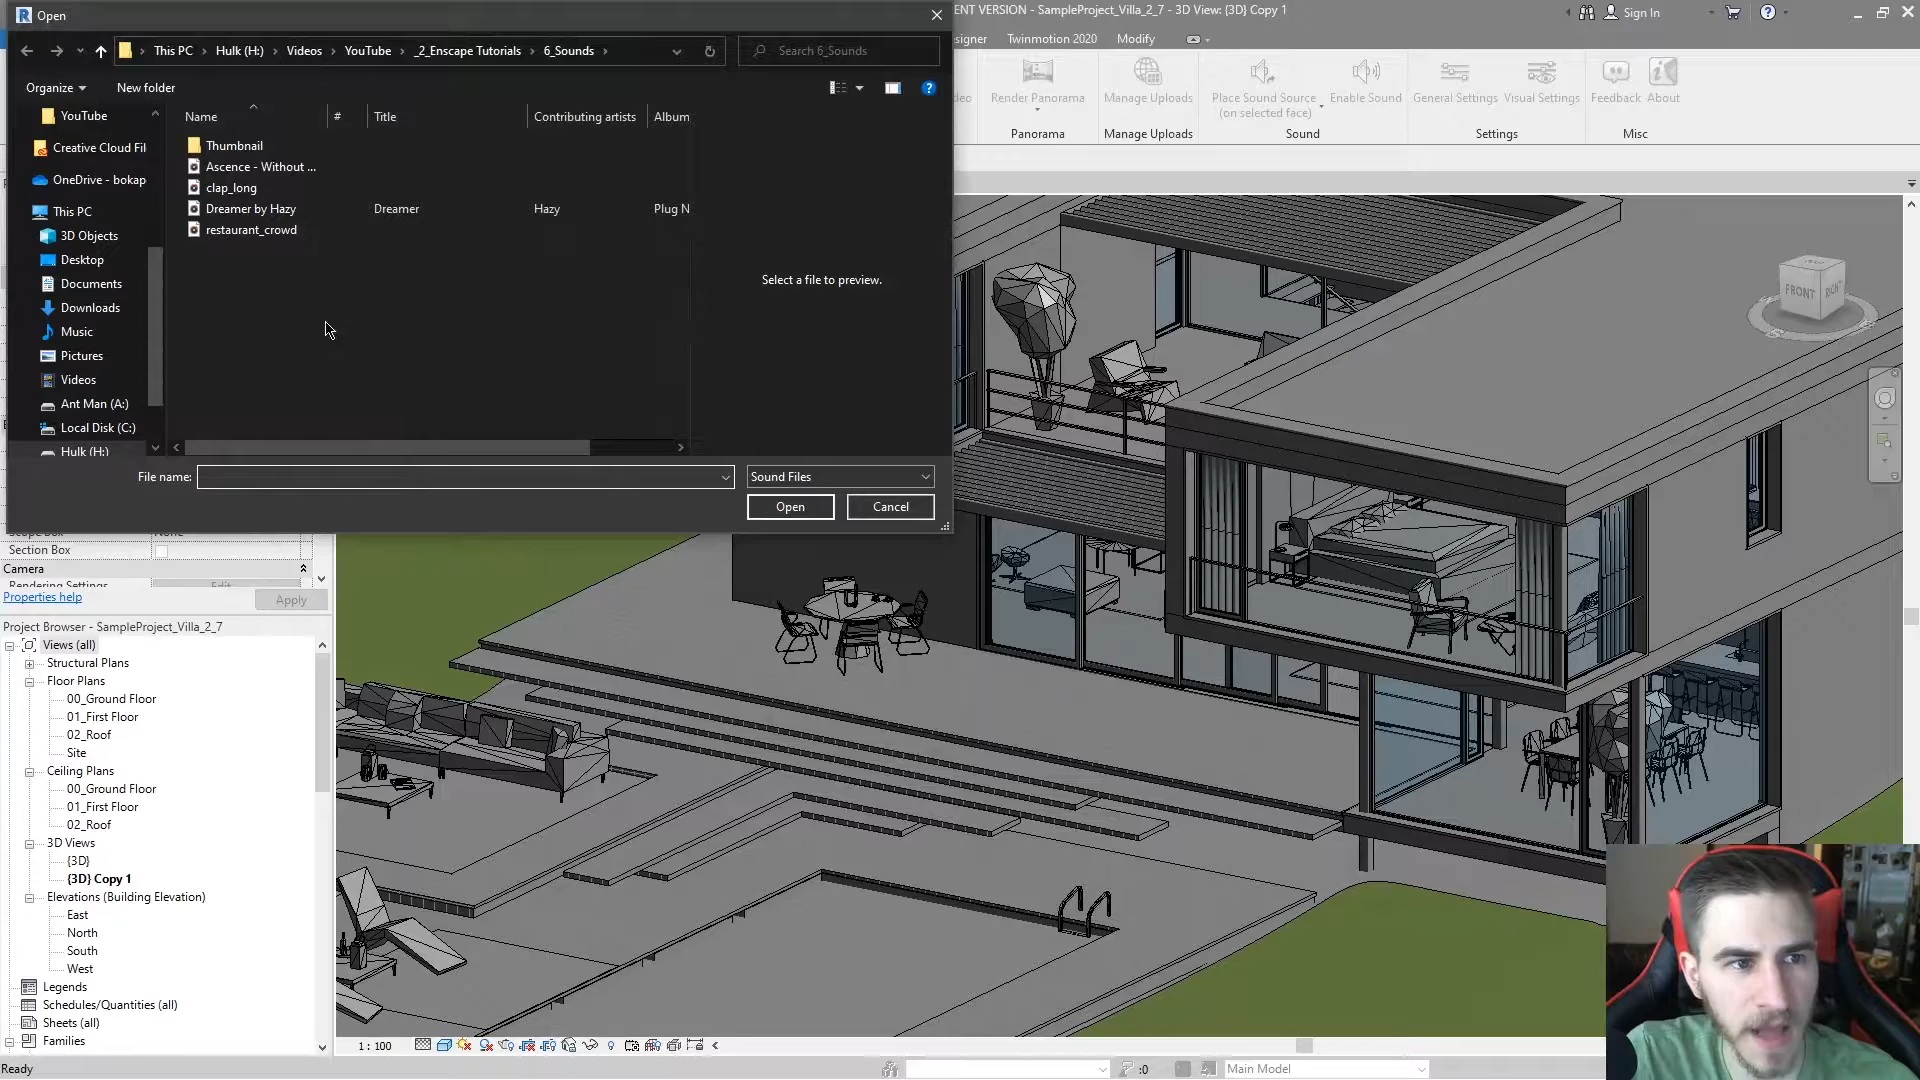 Open
ENT VERSION - SampleProject_Villa_2_7 - 3D View: {3D} Copy 1
Sign In
This PC
Hulk (H:)
Videos
YouTube
_2_Enscape Tutorials
6_Sounds
Search 6_Sounds
signer
Twinmotion 2020
Modify
Organize
New folder
Render Panorama
Manage Uploads
Place Sound Source
(on selected face)
Enable Sound
General Settings
Visual Settings
Feedback
About
Panorama
Manage Uploads
Sound
Settings
Misc
Name
#
Title
Contributing artists
Album
Thumbnail
Ascence - Without ...
clap_long
Dreamer by Hazy
Dreamer
Hazy
Plug N
restaurant_crowd
YouTube
Creative Cloud Fil
OneDrive - bokap
This PC
3D Objects
Desktop
Documents
Downloads
Music
Pictures
Videos
Ant Man (A:)
Local Disk (C:)
Hulk (H:)
Select a file to preview.
File name:
Sound Files
Open
Cancel
FRONT
RIGHT
Section Box
Camera
Rendering Settings
Edit
Properties help
Apply
Project Browser - SampleProject_Villa_2_7
Views (all)
Structural Plans
Floor Plans
00_Ground Floor
01_First Floor
02_Roof
Site
Ceiling Plans
00_Ground Floor
01_First Floor
02_Roof
3D Views
{3D}
{3D} Copy 1
Elevations (Building Elevation)
East
North
South
West
Legends
Schedules/Quantities (all)
Sheets (all)
Families
1 : 100
Ready
:0
Main Model